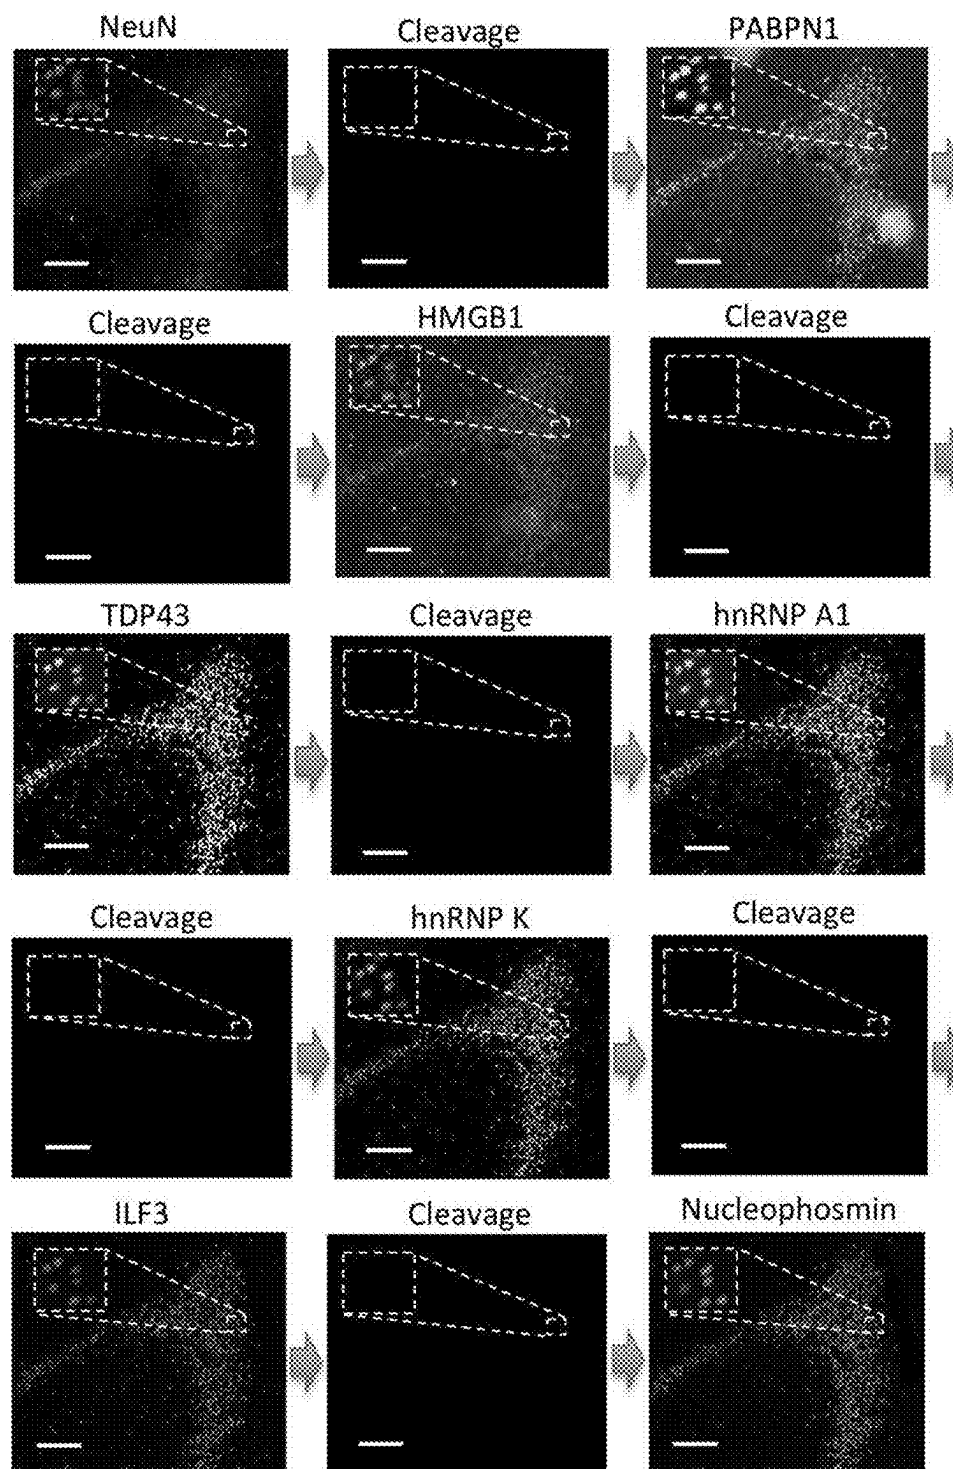 NeuN
Cleavage
PABPN1
Cleavage
HMGB1
Cleavage
TDP43
Cleavage
hnRNP A1
Cleavage
hnRNP K
Cleavage
ILF3
Cleavage
Nucleophosmin